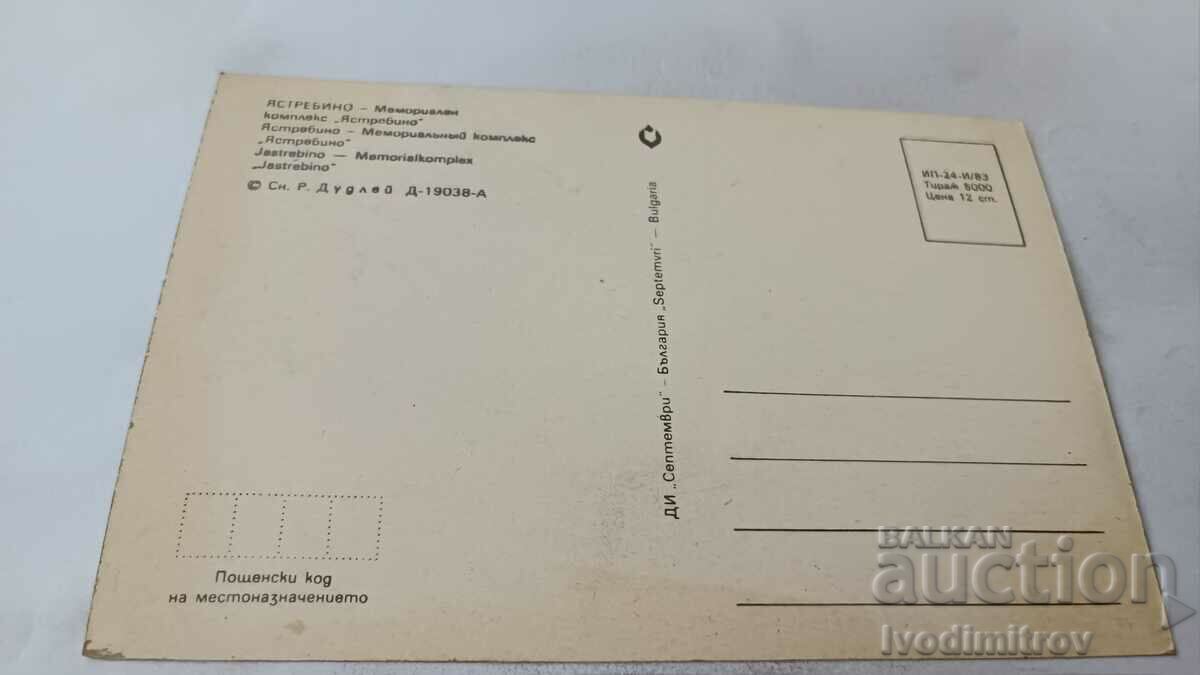 ЯСТРЕБИНО – Мемориален
комплекс „Ястребино"
Ястребино – Мемориальный комплекс
„Ястребино"
Jastrebino – Memorialkomplex
„Jastrebino"
© Сн. Р. Дудлей Д-19038-А
ИП-24-И/83
Тираж 5000
Цена 12 ст.
ДИ „Септември" – България „Septemvri" – Bulgaria
Пощенски код
на местоназначението
BALKAN
auction
Ivodimitrov